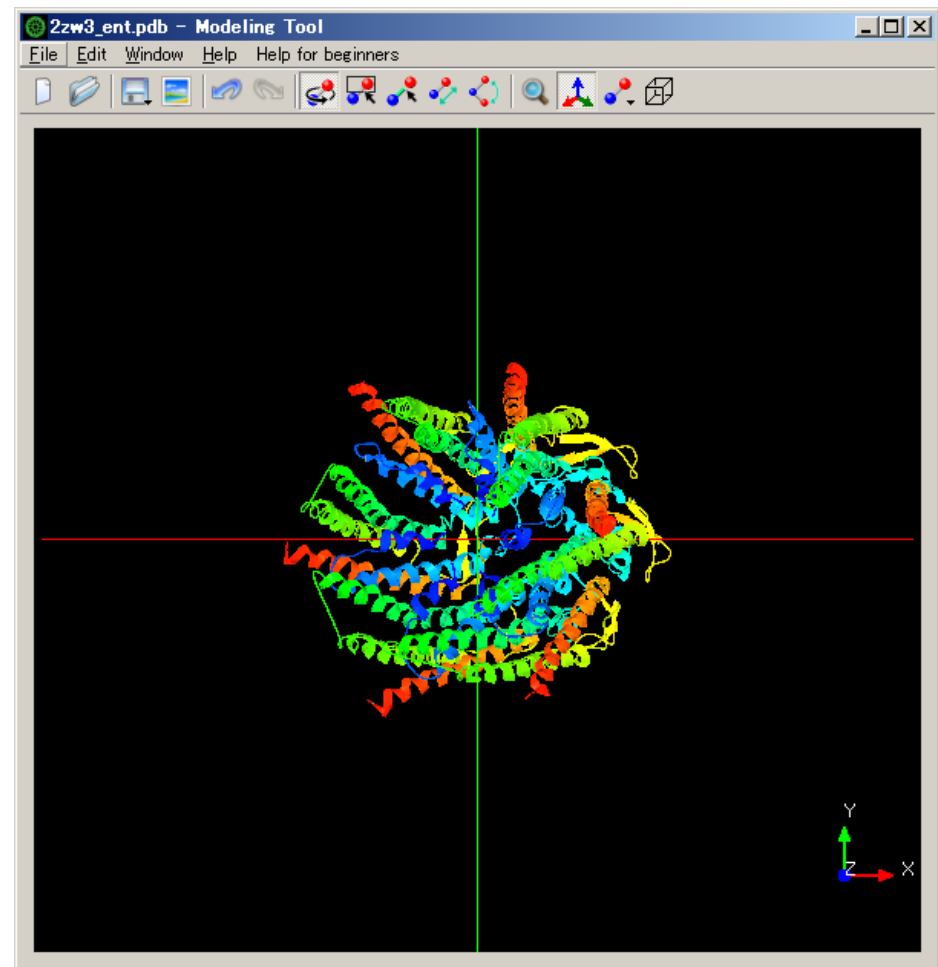 2zw3_ent.pdb - Modeling Tool
File Edit Window Help Help for beginners
Y
Z X